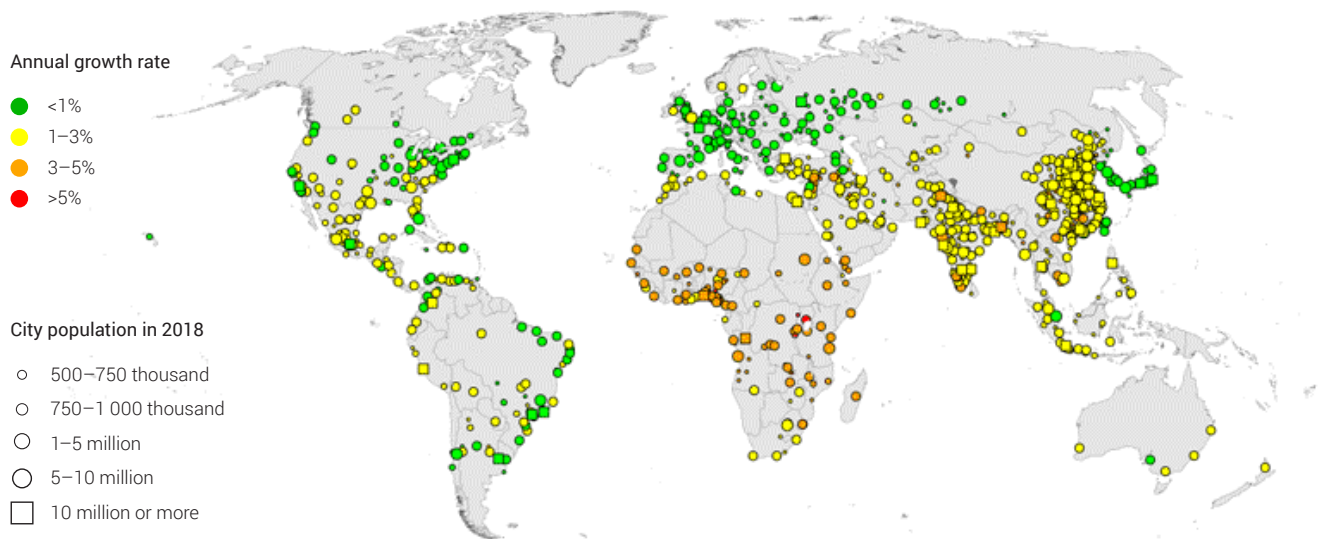 Annual growth rate
<1%
1–3%
3–5%
>5%
City population in 2018
500–750 thousand
750–1 000 thousand
1–5 million
5–10 million
10 million or more